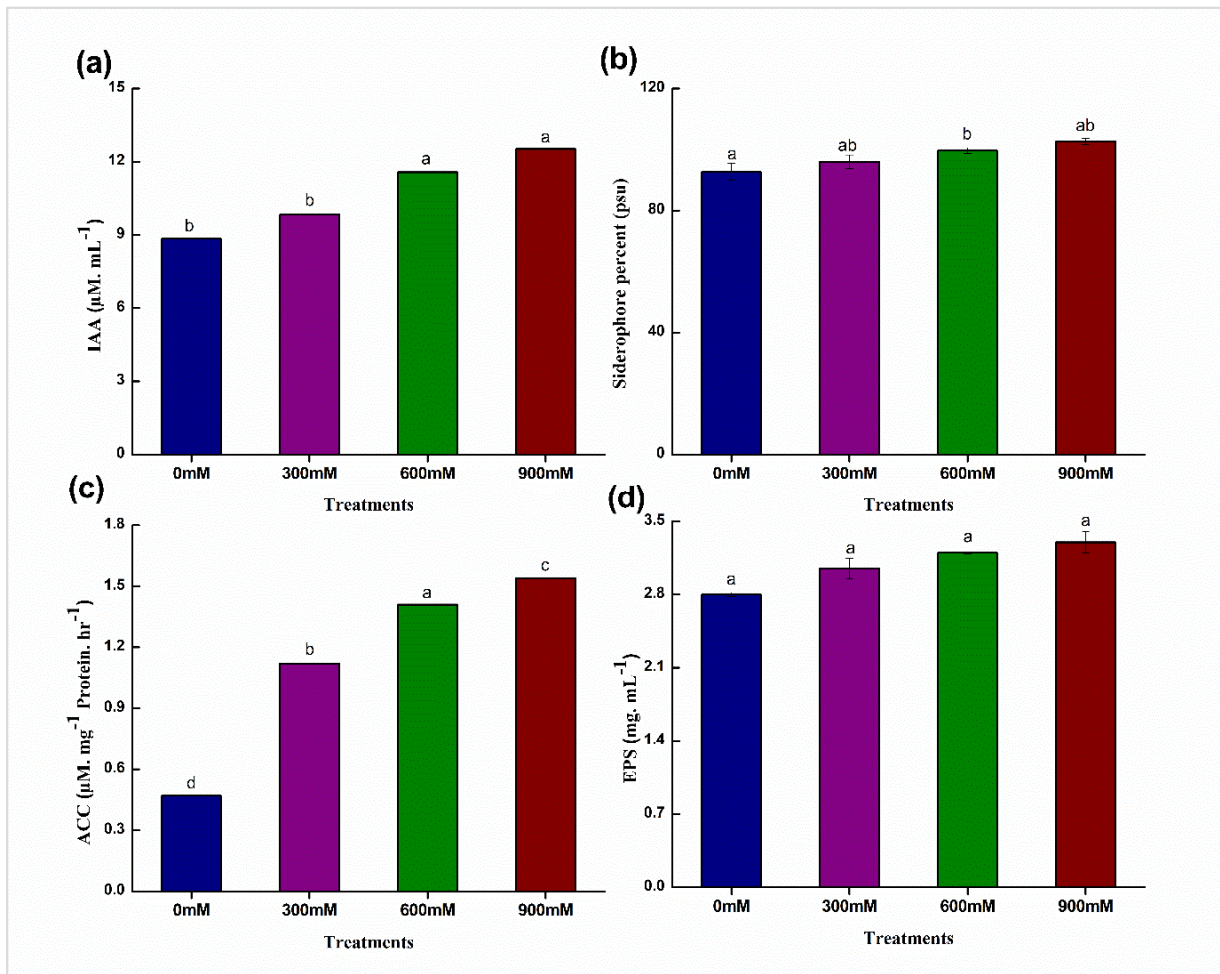 (a)
15
12
9
6
3
0
IAA (µM. mL⁻¹)
b
b
a
a
0mM 300mM 600mM 900mM
Treatments
(b)
120
80
40
0
Siderophore percent (psu)
a
ab
b
ab
0mM 300mM 600mM 900mM
Treatments
(c)
1.8
1.5
1.2
0.9
0.6
0.3
0.0
ACC (µM. mg⁻¹ Protein. hr⁻¹)
d
b
a
c
0mM 300mM 600mM 900mM
Treatments
(d)
3.5
2.8
2.1
1.4
0.7
0.0
EPS (mg. mL⁻¹)
a
a
a
a
0mM 300mM 600mM 900mM
Treatments